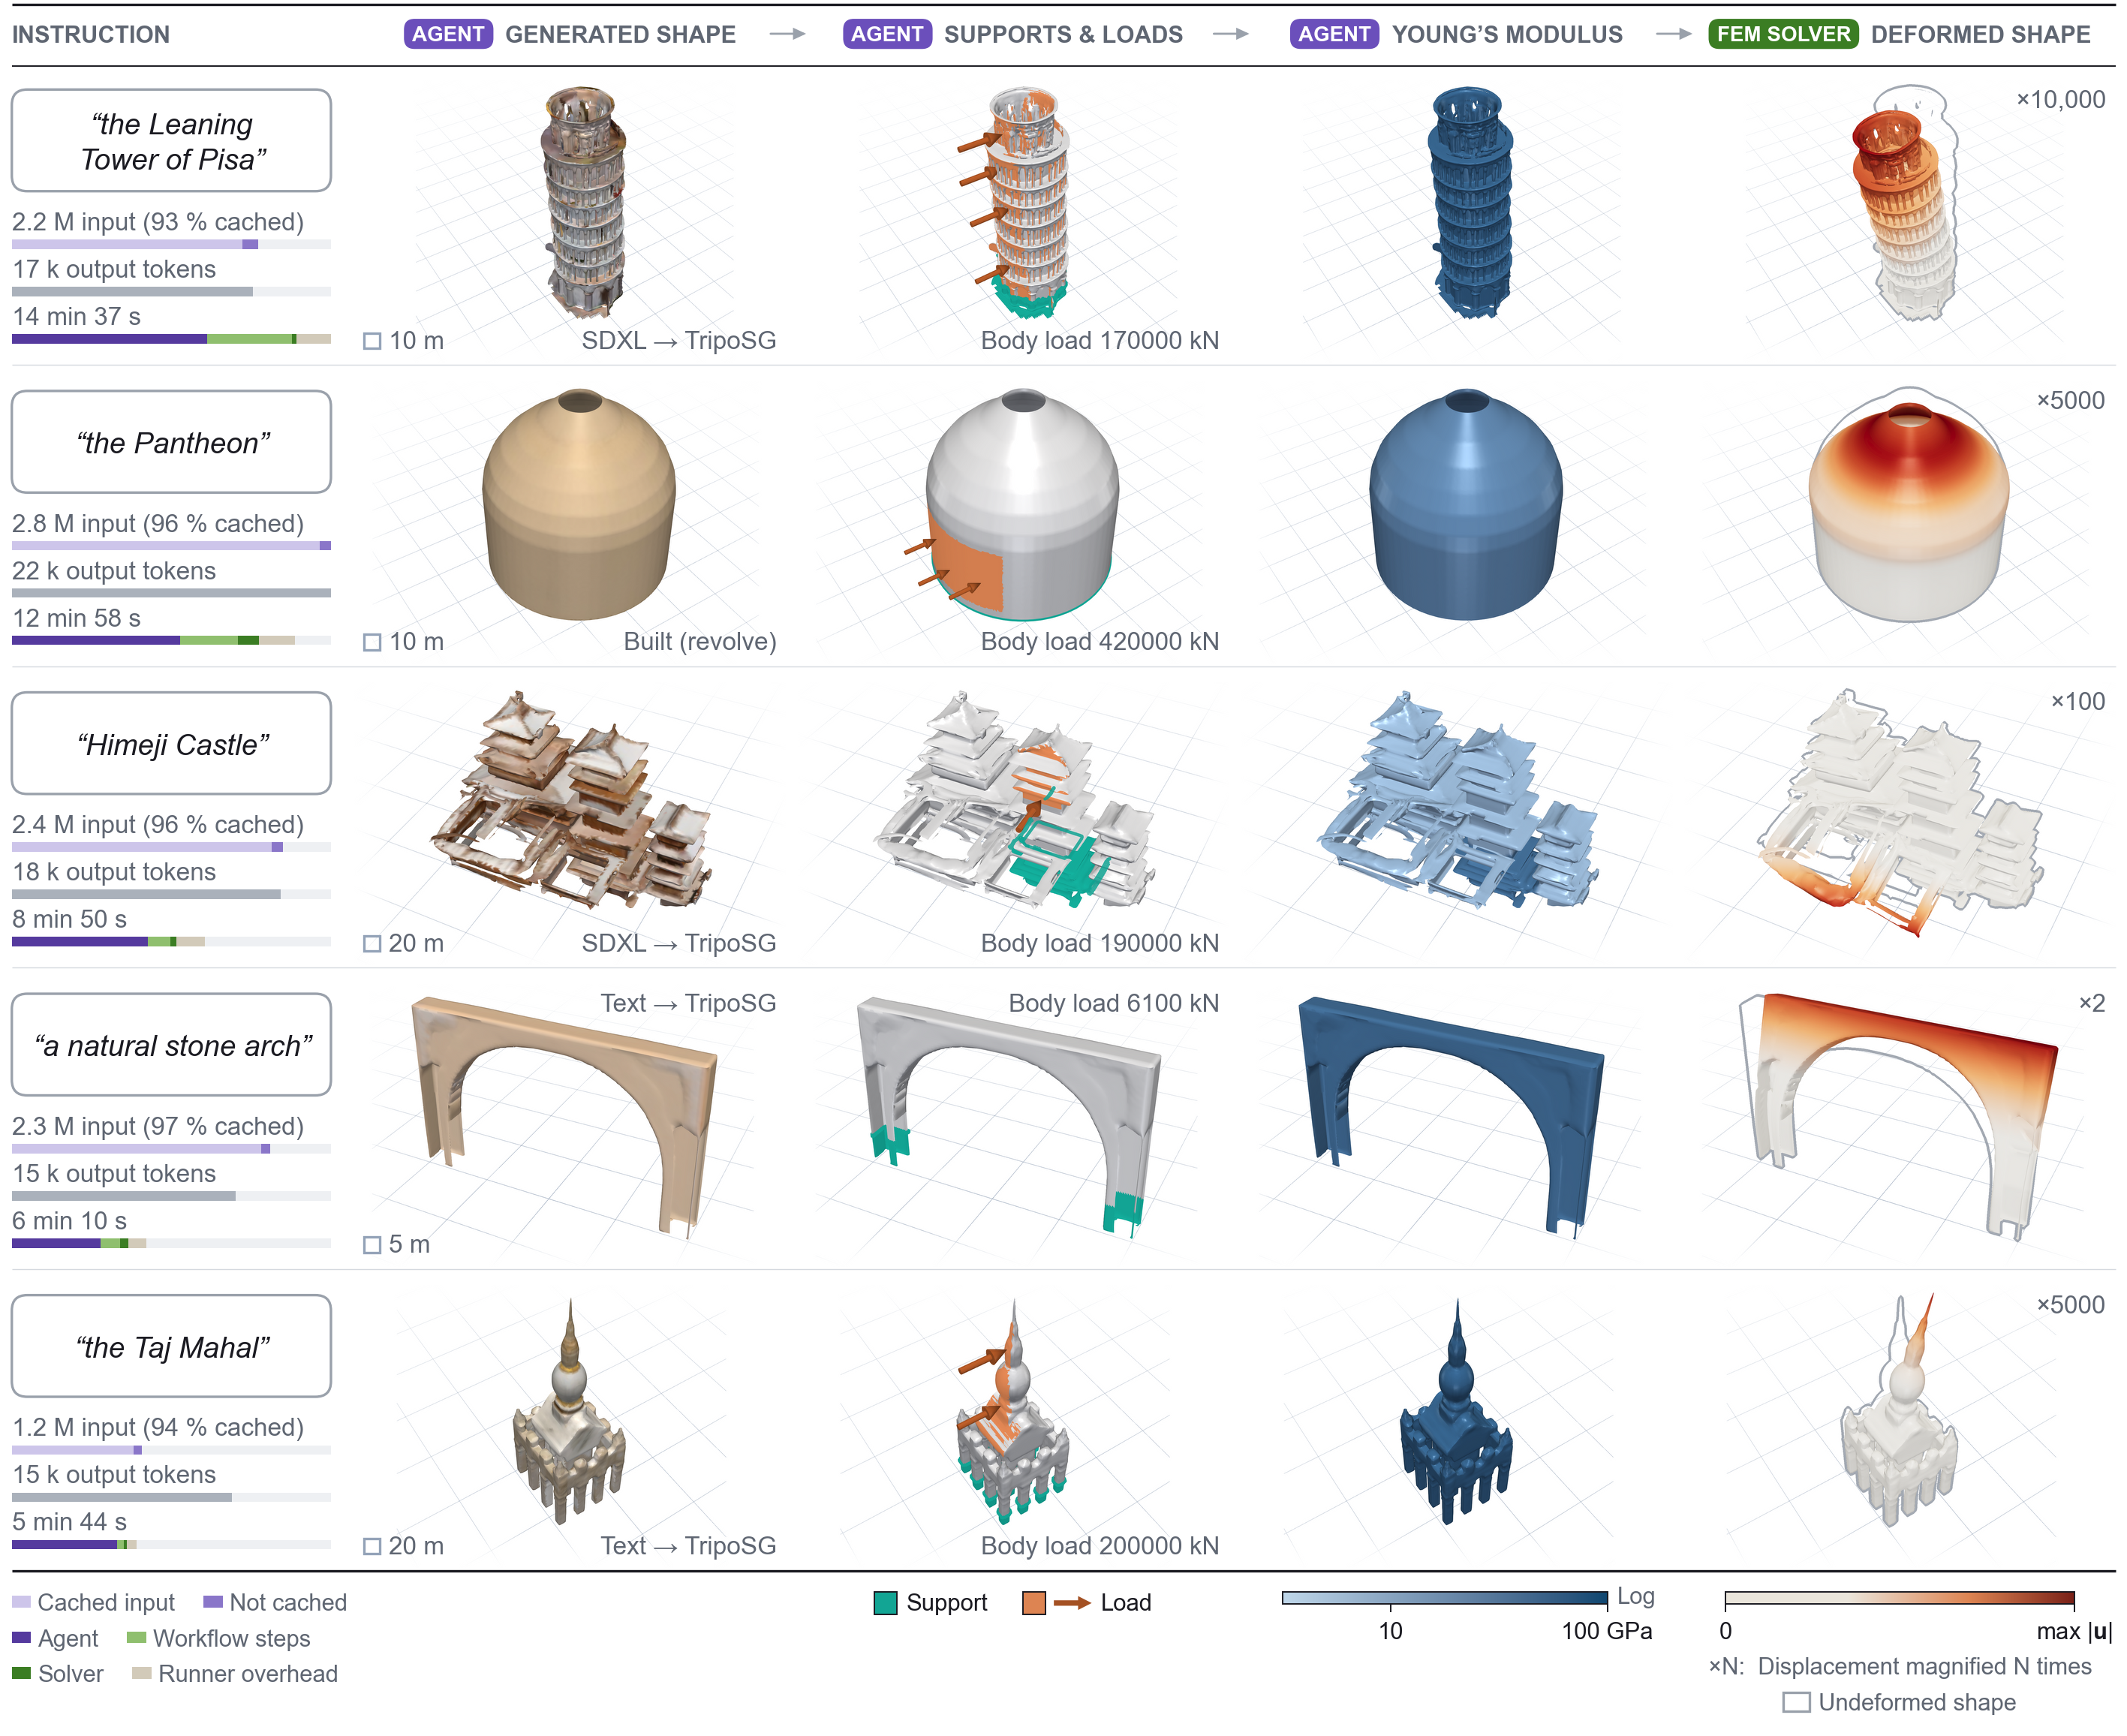 INSTRUCTION
AGENT GENERATED SHAPE → AGENT SUPPORTS & LOADS → AGENT YOUNG’S MODULUS → FEM SOLVER DEFORMED SHAPE
“the Leaning
Tower of Pisa”
2.2 M input (93 % cached)
17 k output tokens
14 min 37 s
10 m
SDXL → TripoSG
Body load 170000 kN
×10,000
“the Pantheon”
2.8 M input (96 % cached)
22 k output tokens
12 min 58 s
10 m
Built (revolve)
Body load 420000 kN
×5000
“Himeji Castle”
2.4 M input (96 % cached)
18 k output tokens
8 min 50 s
20 m
SDXL → TripoSG
Body load 190000 kN
×100
“a natural stone arch”
2.3 M input (97 % cached)
15 k output tokens
6 min 10 s
5 m
Text → TripoSG
Body load 6100 kN
×2
“the Taj Mahal”
1.2 M input (94 % cached)
15 k output tokens
5 min 44 s
20 m
Text → TripoSG
Body load 200000 kN
×5000
Cached input Not cached
Agent Workflow steps
Solver Runner overhead
Support Load
Log
10 100 GPa
0 max |u|
×N: Displacement magnified N times
Undeformed shape